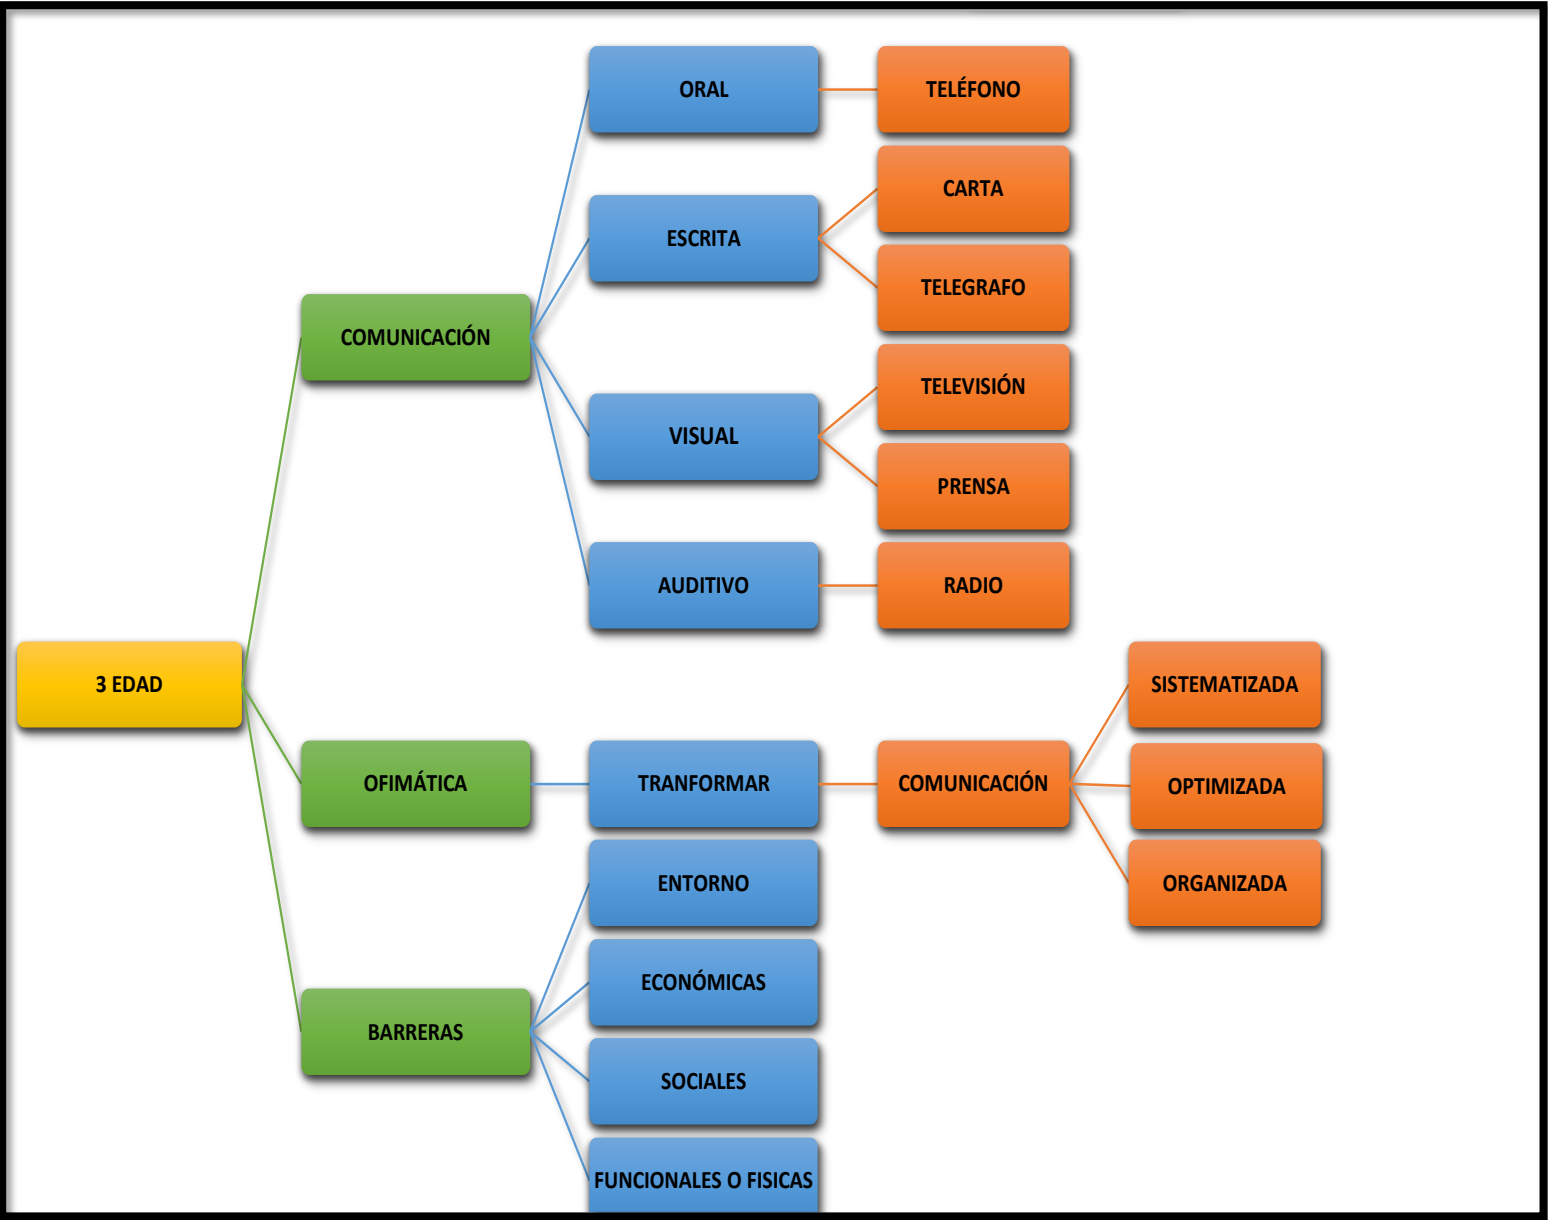 ORAL
TELÉFONO
CARTA
ESCRITA
TELEGRAFO
COMUNICACIÓN
TELEVISIÓN
VISUAL
PRENSA
AUDITIVO
RADIO
3 EDAD
SISTEMATIZADA
OFIMÁTICA
TRANFORMAR
COMUNICACIÓN
OPTIMIZADA
ENTORNO
ORGANIZADA
ECONÓMICAS
BARRERAS
SOCIALES
FUNCIONALES O FISICAS